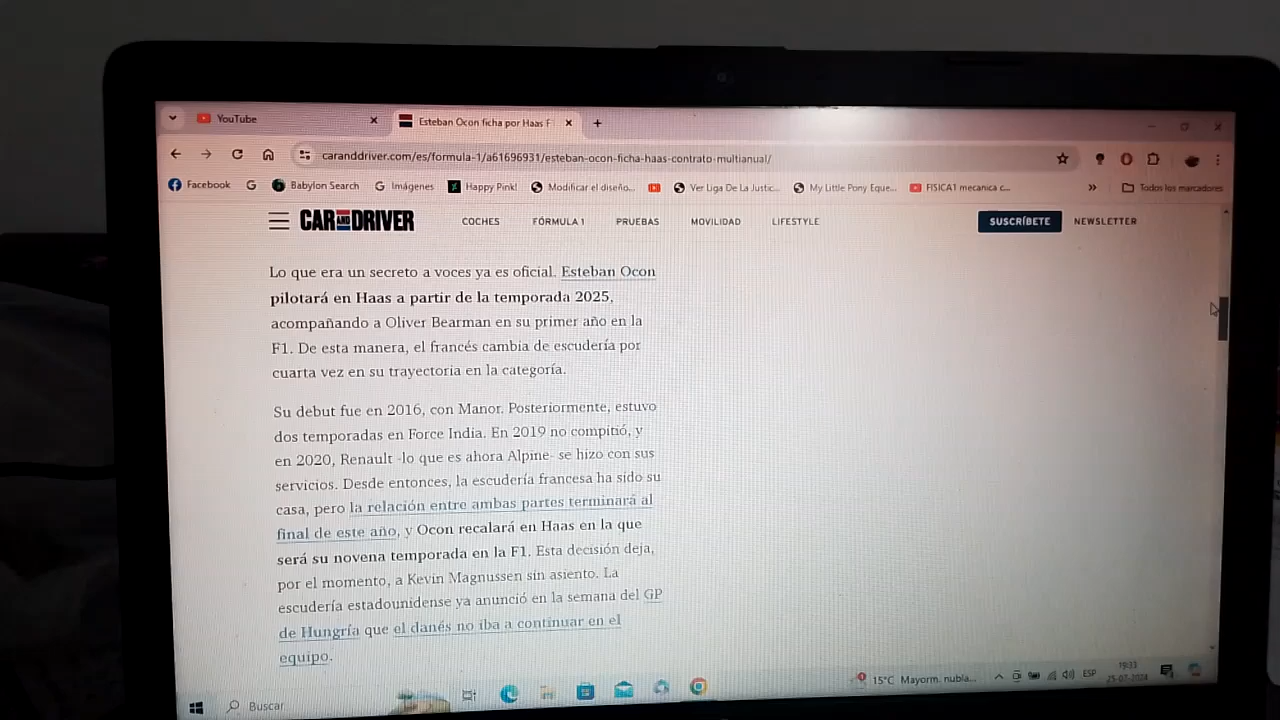 YouTube
Esteban Ocon ficha por Haas F
caranddriver.com/es/formula-1/a61696931/esteban-ocon-ficha-haas-contrato-multianual/
Facebook
Babylon Search
Imágenes
Happy Pink!
Modificar el diseño...
Ver Liga De La Justic...
My Little Pony Eque...
FISICA1 mecanica c...
Todos los marcadores
CAR AND DRIVER
COCHES
FÓRMULA 1
PRUEBAS
MOVILIDAD
LIFESTYLE
SUSCRÍBETE
NEWSLETTER
Lo que era un secreto a voces ya es oficial. Esteban Ocon
pilotará en Haas a partir de la temporada 2025,
acompañando a Oliver Bearman en su primer año en la
F1. De esta manera, el francés cambia de escudería por
cuarta vez en su trayectoria en la categoría.
Su debut fue en 2016, con Manor. Posteriormente, estuvo
dos temporadas en Force India. En 2019 no compitió, y
en 2020, Renault -lo que es ahora Alpine- se hizo con sus
servicios. Desde entonces, la escudería francesa ha sido su
casa, pero la relación entre ambas partes terminará al
final de este año, y Ocon recalará en Haas en la que
será su novena temporada en la F1. Esta decisión deja,
por el momento, a Kevin Magnussen sin asiento. La
escudería estadounidense ya anunció en la semana del GP
de Hungría que el danés no iba a continuar en el
equipo.
Buscar
15°C Mayorm. nubla...
ESP
19:33
25-07-2024